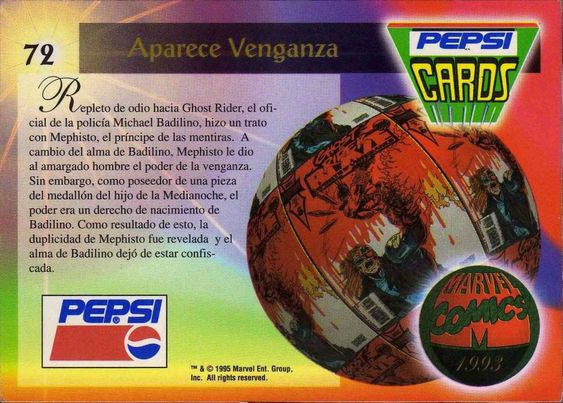 72
Aparece Venganza
PEPSI
CARDS
Repleto de odio hacia Ghost Rider, el ofi-
cial de la policía Michael Badilino, hizo un trato
con Mephisto, el príncipe de las mentiras. A
cambio del alma de Badilino, Mephisto le dio
al amargado hombre el poder de la venganza.
Sin embargo, como poseedor de una pieza
del medallón del hijo de la Medianoche, el
poder era un derecho de nacimiento de
Badilino. Como resultado de esto, la
duplicidad de Mephisto fue revelada y el
alma de Badilino dejó de estar confis-
cada.
PEPSI®
MARVEL
COMICS
M
1993
™ & © 1995 Marvel Ent. Group,
Inc. All rights reserved.